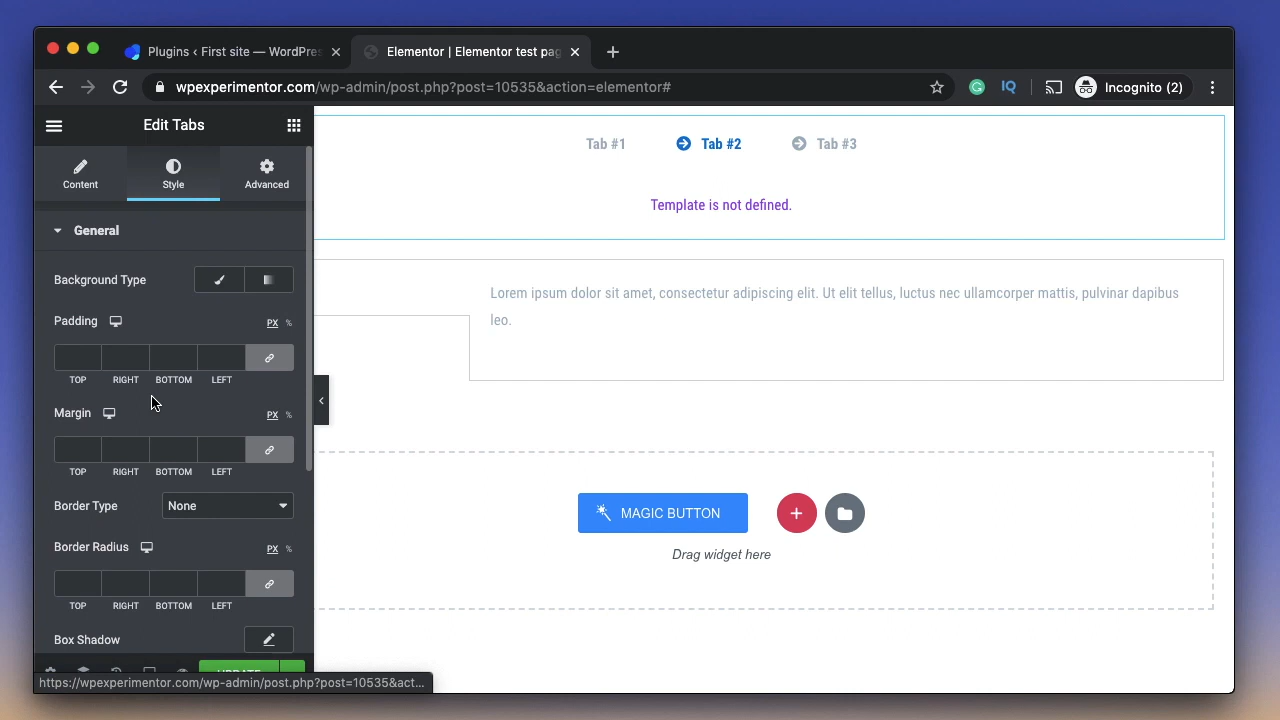 Plugins ‹ First site — WordPres
Elementor | Elementor test pag
wpexperimentor.com/wp-admin/post.php?post=10535&action=elementor#
IQ
Incognito (2)
Edit Tabs
Content
Style
Advanced
General
Background Type
Padding
PX %
TOP RIGHT BOTTOM LEFT
Margin
PX %
TOP RIGHT BOTTOM LEFT
Border Type
None
Border Radius
PX %
TOP RIGHT BOTTOM LEFT
Box Shadow
UPDATE
https://wpexperimentor.com/wp-admin/post.php?post=10535&act...
Tab #1
Tab #2
Tab #3
Template is not defined.
Lorem ipsum dolor sit amet, consectetur adipiscing elit. Ut elit tellus, luctus nec ullamcorper mattis, pulvinar dapibus
leo.
MAGIC BUTTON
Drag widget here